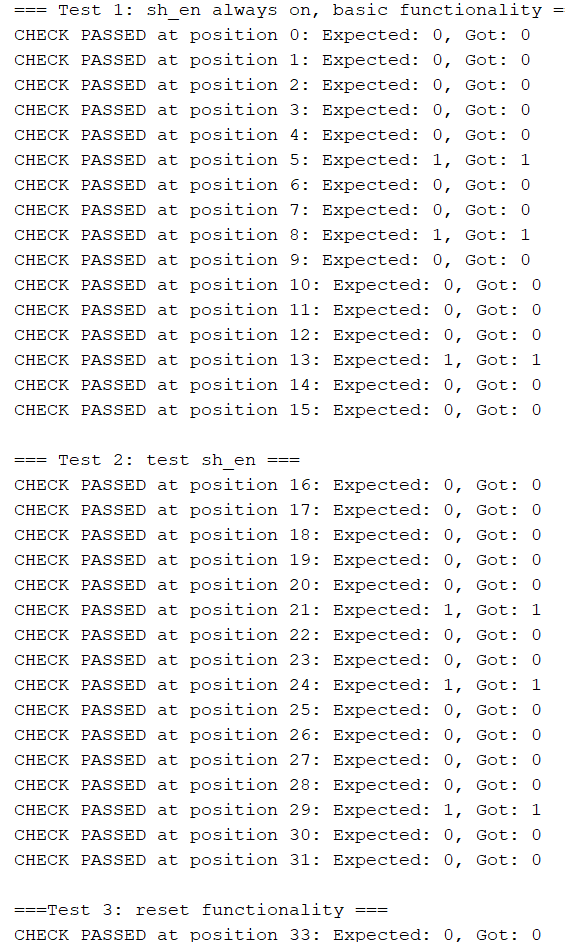 === Test 1: sh_en always on, basic functionality =
CHECK PASSED at position 0: Expected: 0, Got: 0
CHECK PASSED at position 1: Expected: 0, Got: 0
CHECK PASSED at position 2: Expected: 0, Got: 0
CHECK PASSED at position 3: Expected: 0, Got: 0
CHECK PASSED at position 4: Expected: 0, Got: 0
CHECK PASSED at position 5: Expected: 1, Got: 1
CHECK PASSED at position 6: Expected: 0, Got: 0
CHECK PASSED at position 7: Expected: 0, Got: 0
CHECK PASSED at position 8: Expected: 1, Got: 1
CHECK PASSED at position 9: Expected: 0, Got: 0
CHECK PASSED at position 10: Expected: 0, Got: 0
CHECK PASSED at position 11: Expected: 0, Got: 0
CHECK PASSED at position 12: Expected: 0, Got: 0
CHECK PASSED at position 13: Expected: 1, Got: 1
CHECK PASSED at position 14: Expected: 0, Got: 0
CHECK PASSED at position 15: Expected: 0, Got: 0

=== Test 2: test sh_en ===
CHECK PASSED at position 16: Expected: 0, Got: 0
CHECK PASSED at position 17: Expected: 0, Got: 0
CHECK PASSED at position 18: Expected: 0, Got: 0
CHECK PASSED at position 19: Expected: 0, Got: 0
CHECK PASSED at position 20: Expected: 0, Got: 0
CHECK PASSED at position 21: Expected: 1, Got: 1
CHECK PASSED at position 22: Expected: 0, Got: 0
CHECK PASSED at position 23: Expected: 0, Got: 0
CHECK PASSED at position 24: Expected: 1, Got: 1
CHECK PASSED at position 25: Expected: 0, Got: 0
CHECK PASSED at position 26: Expected: 0, Got: 0
CHECK PASSED at position 27: Expected: 0, Got: 0
CHECK PASSED at position 28: Expected: 0, Got: 0
CHECK PASSED at position 29: Expected: 1, Got: 1
CHECK PASSED at position 30: Expected: 0, Got: 0
CHECK PASSED at position 31: Expected: 0, Got: 0

===Test 3: reset functionality ===
CHECK PASSED at position 33: Expected: 0, Got: 0